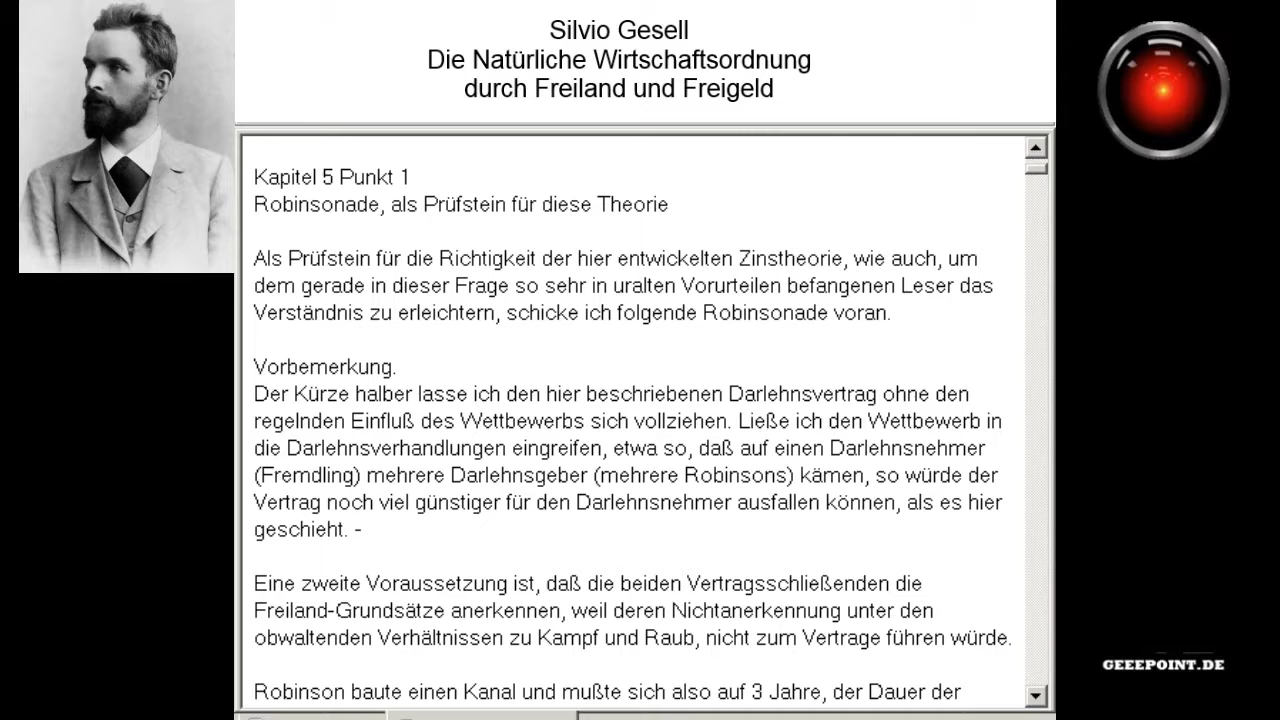 Silvio Gesell
Die Natürliche Wirtschaftsordnung
durch Freiland und Freigeld
Kapitel 5 Punkt 1
Robinsonade, als Prüfstein für diese Theorie
Als Prüfstein für die Richtigkeit der hier entwickelten Zinstheorie, wie auch, um
dem gerade in dieser Frage so sehr in uralten Vorurteilen befangenen Leser das
Verständnis zu erleichtern, schicke ich folgende Robinsonade voran.
Vorbemerkung.
Der Kürze halber lasse ich den hier beschriebenen Darlehnsvertrag ohne den
regelnden Einfluß des Wettbewerbs sich vollziehen. Ließe ich den Wettbewerb in
die Darlehnsverhandlungen eingreifen, etwa so, daß auf einen Darlehnsnehmer
(Fremdling) mehrere Darlehnsgeber (mehrere Robinsons) kämen, so würde der
Vertrag noch viel günstiger für den Darlehnsnehmer ausfallen können, als es hier
geschieht. -
Eine zweite Voraussetzung ist, daß die beiden Vertragsschließenden die
Freiland-Grundsätze anerkennen, weil deren Nichtanerkennung unter den
obwaltenden Verhältnissen zu Kampf und Raub, nicht zum Vertrage führen würde.
Robinson baute einen Kanal und mußte sich also auf 3 Jahre, der Dauer der
GEEEPOINT.DE